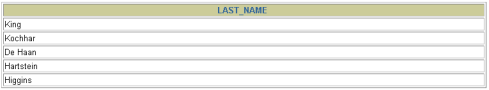 LAST_NAME
King
Kochhar
De Haan
Hartstein
Higgins